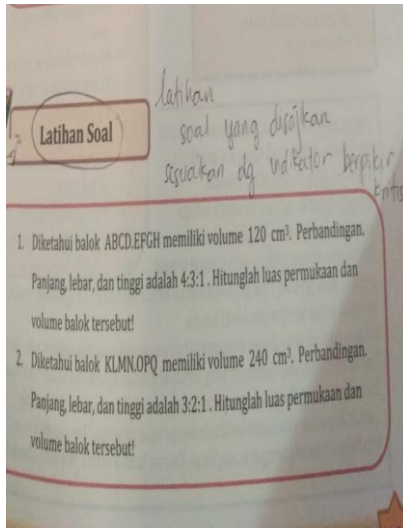 latihan
soal yang disajikan
sesuaikan dg indikator berpikir
kritis
Latihan Soal
1. Diketahui balok ABCD.EFGH memiliki volume 120 cm³. Perbandingan.
Panjang, lebar, dan tinggi adalah 4:3:1 . Hitunglah luas permukaan dan
volume balok tersebut!
2. Diketahui balok KLMN.OPQ memiliki volume 240 cm³. Perbandingan.
Panjang, lebar, dan tinggi adalah 3:2:1 . Hitunglah luas permukaan dan
volume balok tersebut!